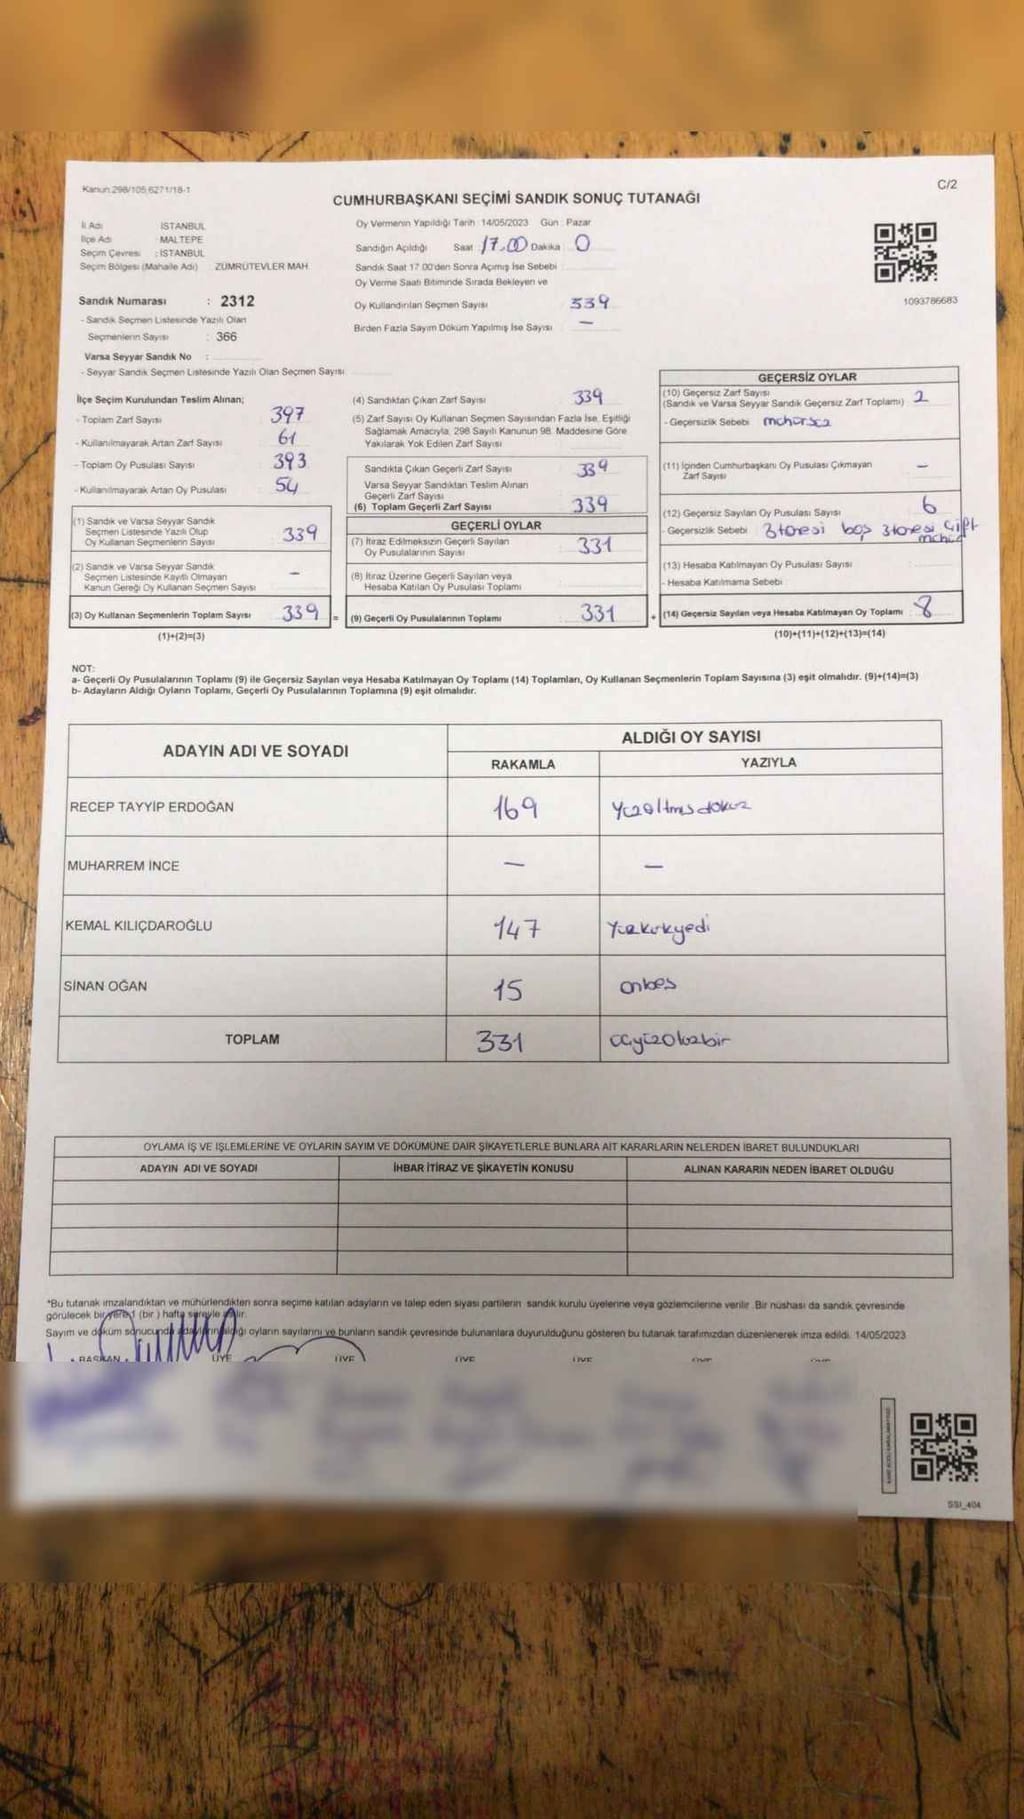 Kanun:298/105,6271/18-1
C/2
CUMHURBAŞKANI SEÇİMİ SANDIK SONUÇ TUTANAĞI
İl Adı : İSTANBUL
İlçe Adı : MALTEPE
Seçim Çevresi : İSTANBUL
Seçim Bölgesi (Mahalle Adı) : ZÜMRÜTEVLER MAH.
Oy Vermenin Yapıldığı Tarih : 14/05/2023 Gün : Pazar
Sandığın Açıldığı Saat 17.00 Dakika 0
Sandık Saat 17.00'den Sonra Açımış İse Sebebi
Oy Verme Saati Bitiminde Sırada Bekleyen ve
Oy Kullandırılan Seçmen Sayısı 339
Birden Fazla Sayım Döküm Yapılmış İse Sayısı —
1093786683
Sandık Numarası : 2312
- Sandık Seçmen Listesinde Yazılı Olan
Seçmenlerin Sayısı : 366
Varsa Seyyar Sandık No :
- Seyyar Sandık Seçmen Listesinde Yazılı Olan Seçmen Sayısı
İlçe Seçim Kurulundan Teslim Alınan;
- Toplam Zarf Sayısı 397
- Kullanılmayarak Artan Zarf Sayısı 61
- Toplam Oy Pusulası Sayısı 393
- Kullanılmayarak Artan Oy Pusulası 54
(1) Sandık ve Varsa Seyyar Sandık
Seçmen Listesinde Yazılı Olup
Oy Kullanan Seçmenlerin Sayısı 339
(2) Sandık ve Varsa Seyyar Sandık
Seçmen Listesinde Kayıtlı Olmayan
Kanun Gereği Oy Kullanan Seçmen Sayısı –
(3) Oy Kullanan Seçmenlerin Toplam Sayısı 339 =
(1)+(2)=(3)
(4) Sandıktan Çıkan Zarf Sayısı 339
(5) Zarf Sayısı Oy Kullanan Seçmen Sayısından Fazla İse, Eşitliği
Sağlamak Amacıyla, 298 Sayılı Kanunun 98. Maddesine Göre
Yakılarak Yok Edilen Zarf Sayısı
Sandıkta Çıkan Geçerli Zarf Sayısı 339
Varsa Seyyar Sandıktan Teslim Alınan
Geçerli Zarf Sayısı
(6) Toplam Geçerli Zarf Sayısı 339
GEÇERLİ OYLAR
(7) İtiraz Edilmeksizin Geçerli Sayılan
Oy Pusulalarının Sayısı 331
(8) İtiraz Üzerine Geçerli Sayılan veya
Hesaba Katılan Oy Pusulası Toplamı
(9) Geçerli Oy Pusulalarının Toplamı 331 +
GEÇERSİZ OYLAR
(10) Geçersiz Zarf Sayısı
(Sandık ve Varsa Seyyar Sandık Geçersiz Zarf Toplamı) 2
- Geçersizlik Sebebi
(11) İçinden Cumhurbaşkanı Oy Pusulası Çıkmayan
Zarf Sayısı –
(12) Geçersiz Sayılan Oy Pusulası Sayısı 6
- Geçersizlik Sebebi 3 tanesi boş 3 tanesi çift
(13) Hesaba Katılmayan Oy Pusulası Sayısı
- Hesaba Katılmama Sebebi
(14) Geçersiz Sayılan veya Hesaba Katılmayan Oy Toplamı 8
(10)+(11)+(12)+(13)=(14)
NOT:
a- Geçerli Oy Pusulalarının Toplamı (9) ile Geçersiz Sayılan veya Hesaba Katılmayan Oy Toplamı (14) Toplamları, Oy Kullanan Seçmenlerin Toplam Sayısına (3) eşit olmalıdır. (9)+(14)=(3)
b- Adayların Aldığı Oyların Toplamı, Geçerli Oy Pusulalarının Toplamına (9) eşit olmalıdır.
ADAYIN ADI VE SOYADI
ALDIĞI OY SAYISI
RAKAMLA YAZIYLA
RECEP TAYYİP ERDOĞAN 169 Yüzaltmışdokuz
MUHARREM İNCE — —
KEMAL KILIÇDAROĞLU 147 Yüzkırkyedi
SİNAN OĞAN 15 onbeş
TOPLAM 331 üçyüzotuzbir
OYLAMA İŞ VE İŞLEMLERİNE VE OYLARIN SAYIM VE DÖKÜMÜNE DAİR ŞİKAYETLERLE BUNLARA AİT KARARLARIN NELERDEN İBARET BULUNDUKLARI
ADAYIN ADI VE SOYADI İHBAR İTİRAZ VE ŞİKAYETİN KONUSU ALINAN KARARIN NEDEN İBARET OLDUĞU
*Bu tutanak imzalandıktan ve mühürlendikten sonra seçime katılan adayların ve talep eden siyasi partilerin sandık kurulu üyelerine veya gözlemcilerine verilir. Bir nüshası da sandık çevresinde
görülecek bir yere 1 (bir ) hafta süreyle asılır.
Sayım ve döküm sonucunda adayların aldığı oyların sayılarını ve bunların sandık çevresinde bulunanlara duyurulduğunu gösteren bu tutanak tarafımızdan düzenlenerek imza edildi. 14/05/2023
BAŞKAN ÜYE ÜYE ÜYE ÜYE ÜYE ÜYE
SSI_404